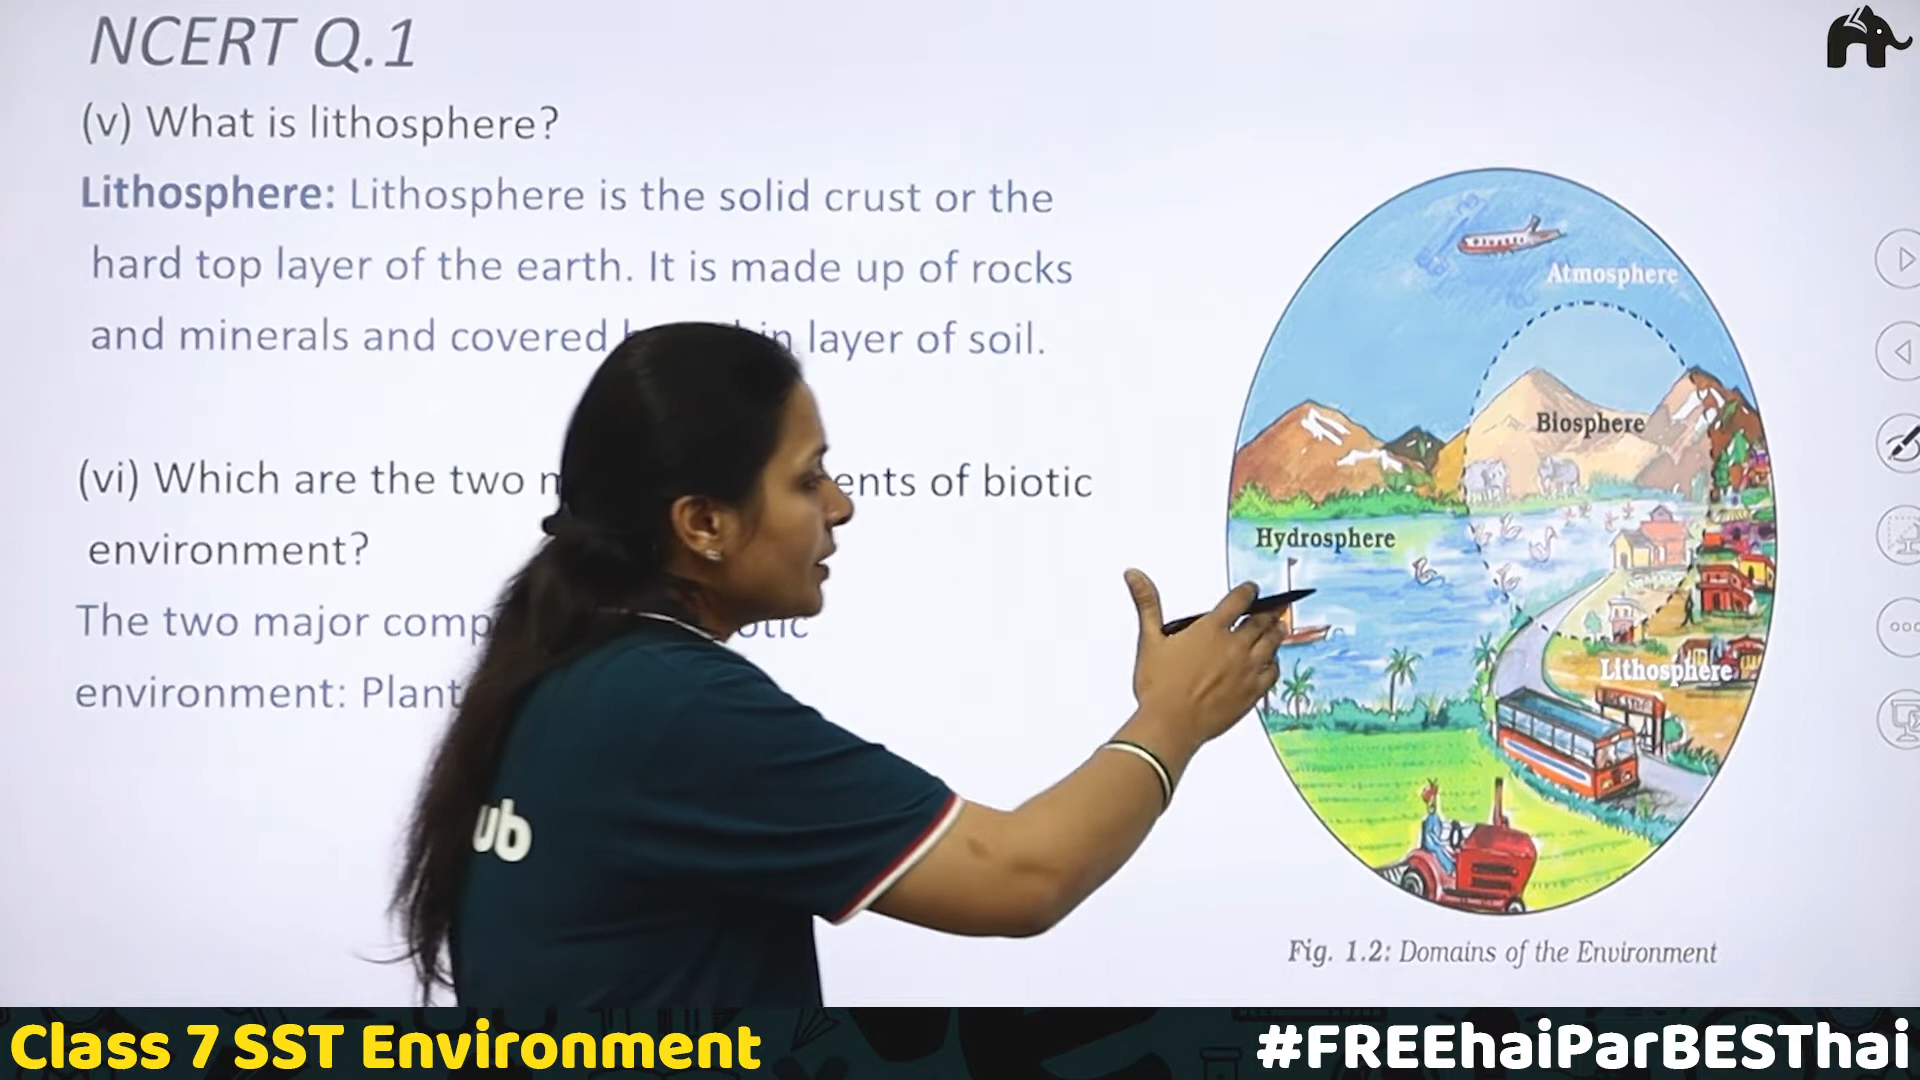 NCERT Q.1
(v) What is lithosphere?
Lithosphere: Lithosphere is the solid crust or the
hard top layer of the earth. It is made up of rocks
and minerals and covered layer of soil.
(vi) Which are the two of biotic
environment?
The two major
environment:
Atmosphere
Biosphere
Hydrosphere
Lithosphere
Fig. 1.2: Domains of the Environment
ub
Class 7 SST Environment
#FREEhaiParBESThai